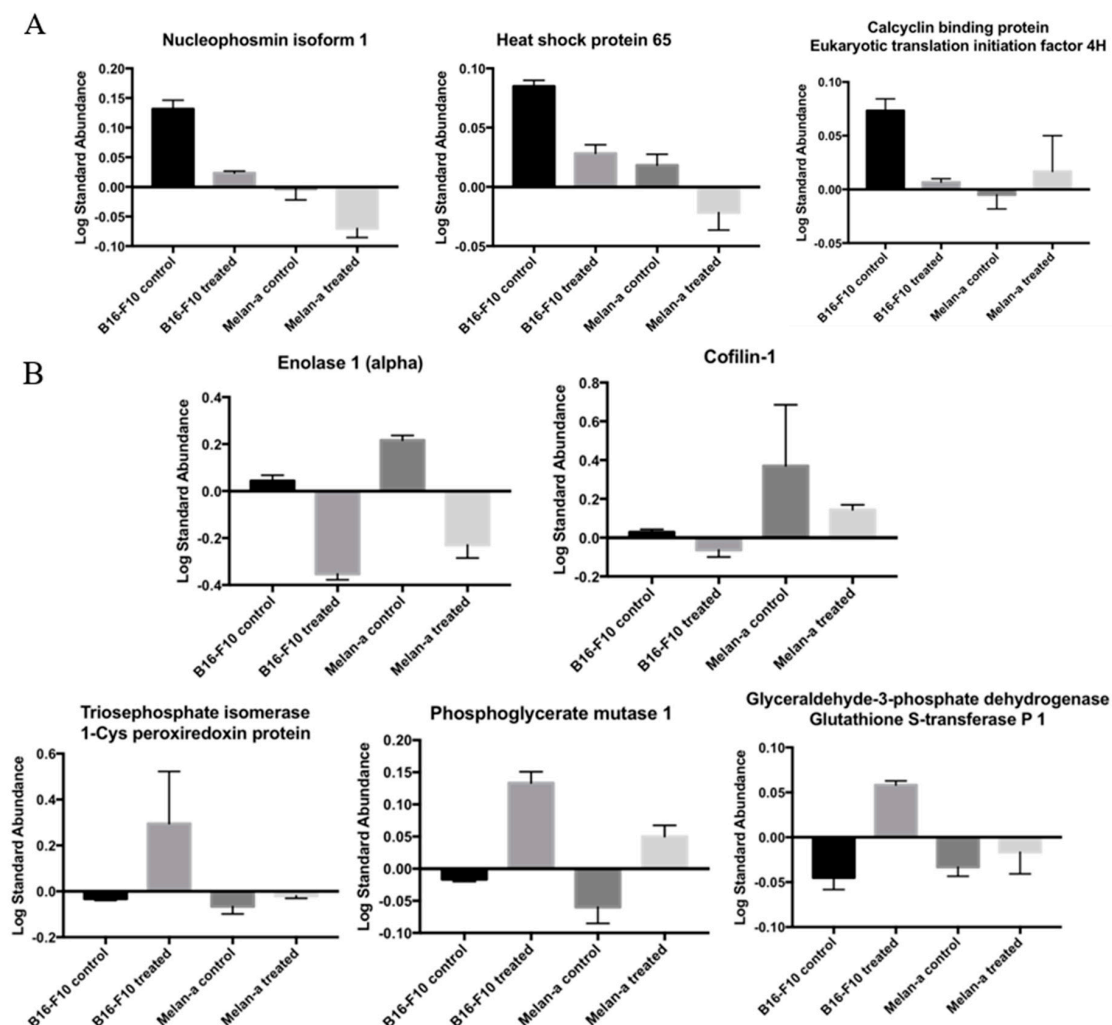 A
Nucleophosmin isoform 1
Log Standard Abundance
0.20
0.15
0.10
0.05
0.00
-0.05
-0.10
B16-F10 control
B16-F10 treated
Melan-a control
Melan-a treated
Heat shock protein 65
Log Standard Abundance
0.10
0.05
0.00
-0.05
B16-F10 control
B16-F10 treated
Melan-a control
Melan-a treated
Calcyclin binding protein
Eukaryotic translation initiation factor 4H
Log Standard Abundance
0.10
0.05
0.00
-0.05
B16-F10 control
B16-F10 treated
Melan-a control
Melan-a treated
B
Enolase 1 (alpha)
Log Standard Abundance
0.4
0.2
0.0
-0.2
-0.4
B16-F10 control
B16-F10 treated
Melan-a control
Melan-a treated
Cofilin-1
Log Standard Abundance
0.8
0.6
0.4
0.2
0.0
-0.2
B16-F10 control
B16-F10 treated
Melan-a control
Melan-a treated
Triosephosphate isomerase
1-Cys peroxiredoxin protein
Log Standard Abundance
0.6
0.4
0.2
0.0
-0.2
B16-F10 control
B16-F10 treated
Melan-a control
Melan-a treated
Phosphoglycerate mutase 1
Log Standard Abundance
0.20
0.15
0.10
0.05
0.00
-0.05
-0.10
B16-F10 control
B16-F10 treated
Melan-a control
Melan-a treated
Glyceraldehyde-3-phosphate dehydrogenase
Glutathione S-transferase P 1
Log Standard Abundance
0.10
0.05
0.00
-0.05
-0.10
B16-F10 control
B16-F10 treated
Melan-a control
Melan-a treated